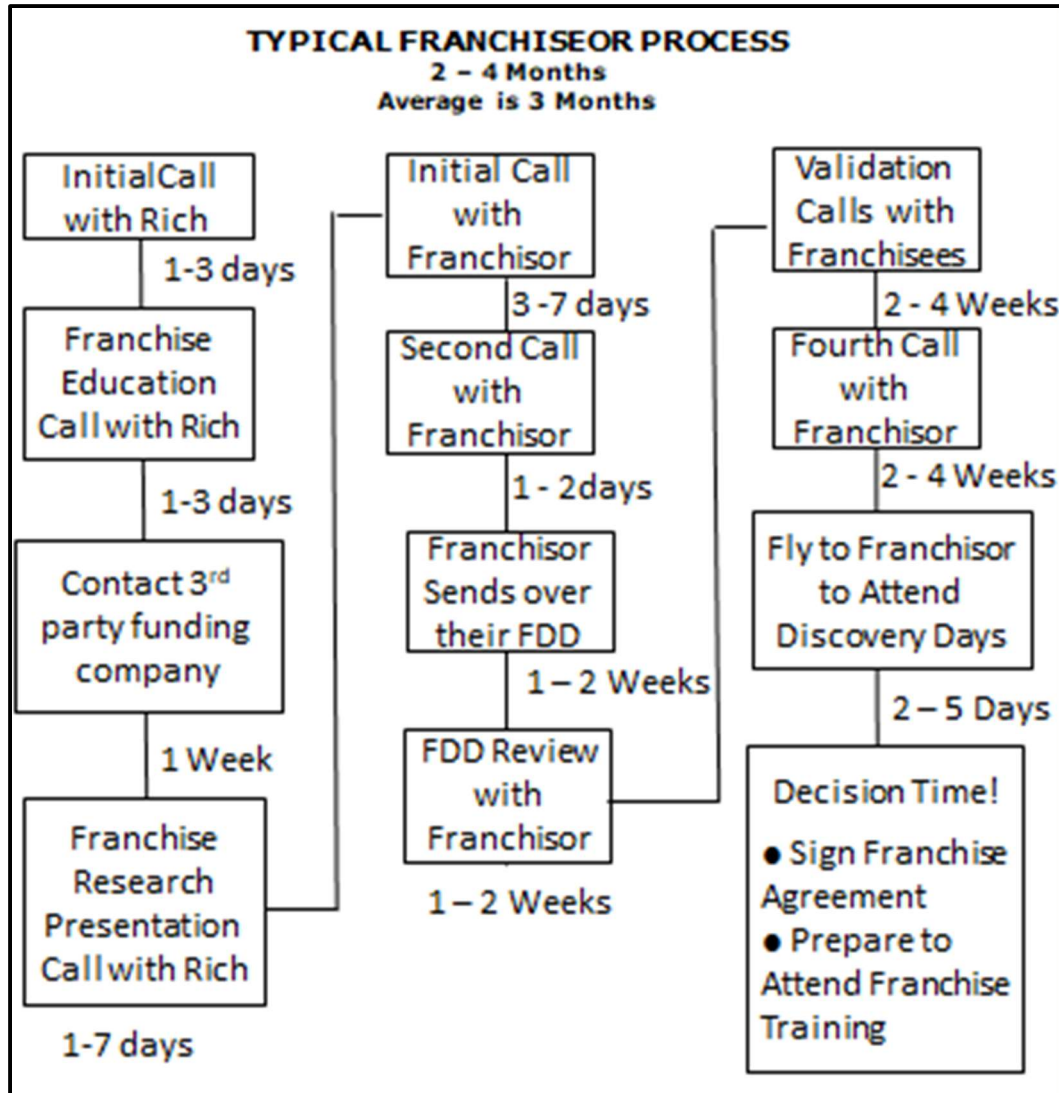 TYPICAL FRANCHISEOR PROCESS
2 – 4 Months
Average is 3 Months
InitialCall
with Rich
1-3 days
Franchise
Education
Call with Rich
1-3 days
Contact 3rd
party funding
company
1 Week
Franchise
Research
Presentation
Call with Rich
1-7 days
Initial Call
with
Franchisor
3 -7 days
Second Call
with
Franchisor
1 - 2days
Franchisor
Sends over
their FDD
1 – 2 Weeks
FDD Review
with
Franchisor
1 – 2 Weeks
Validation
Calls with
Franchisees
2 - 4 Weeks
Fourth Call
with
Franchisor
2 - 4 Weeks
Fly to Franchisor
to Attend
Discovery Days
2 – 5 Days
Decision Time!
● Sign Franchise
Agreement
● Prepare to
Attend Franchise
Training